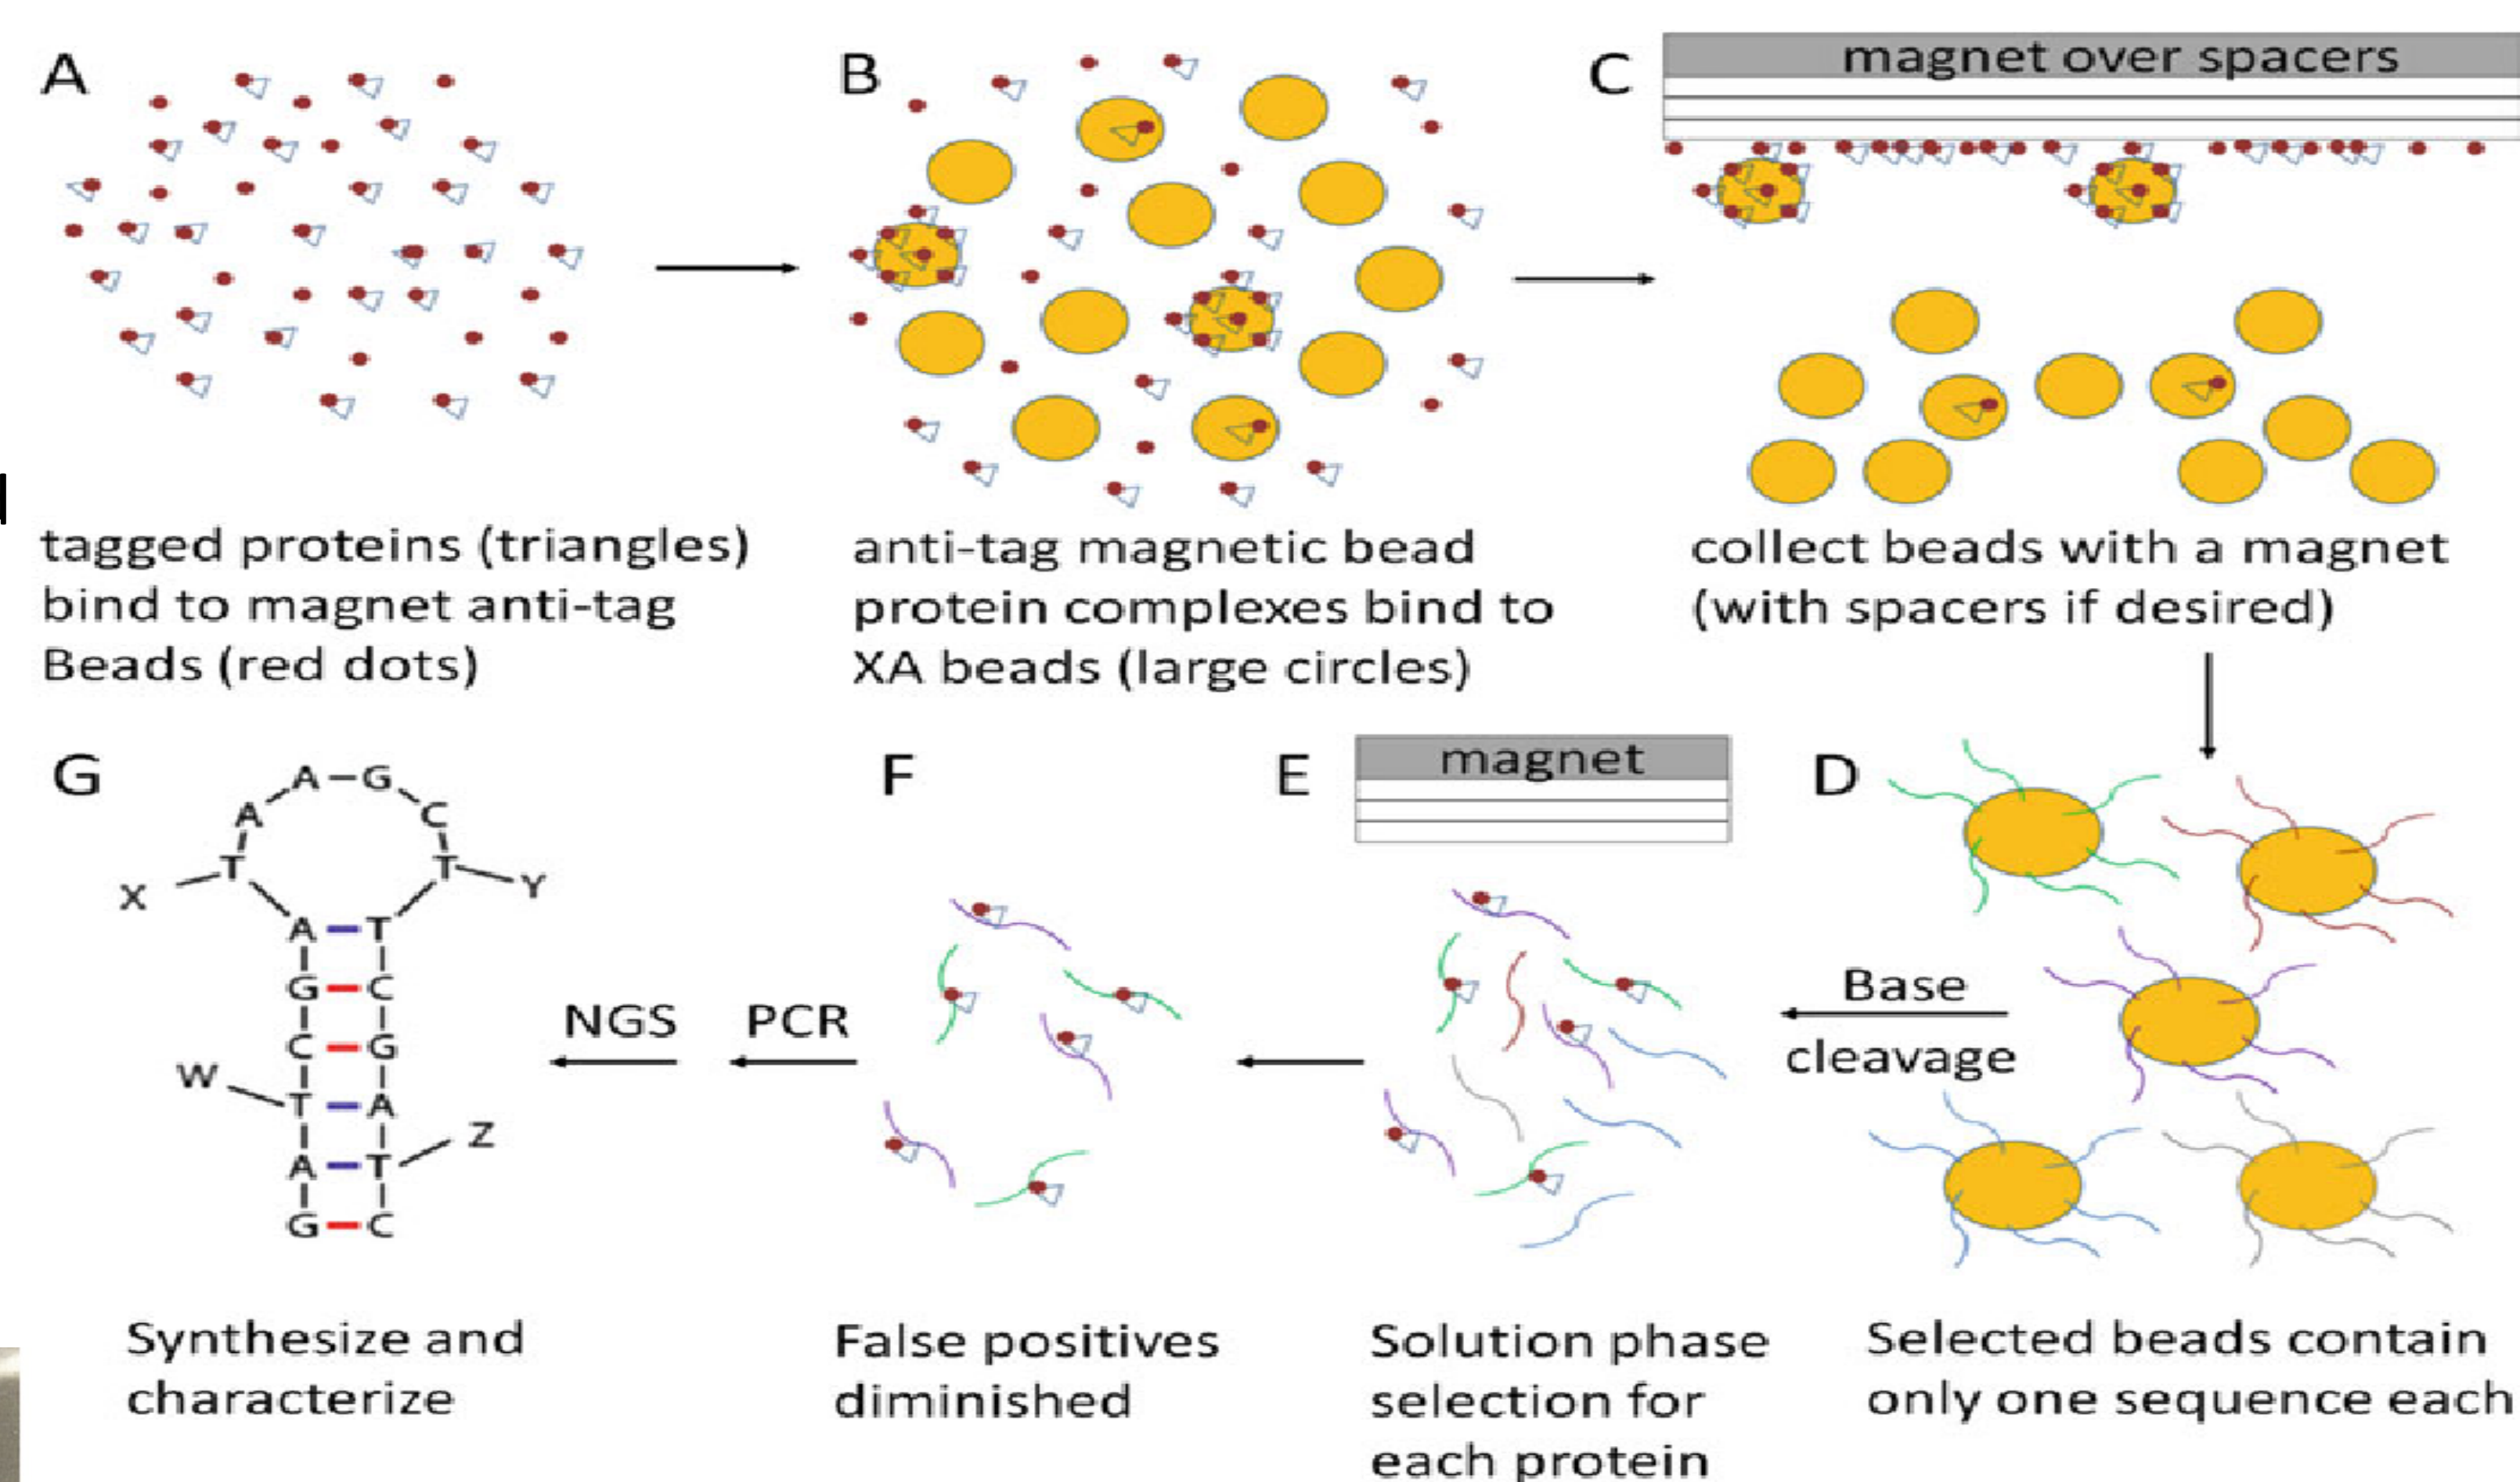 A
B
C
magnet over spacers
tagged proteins (triangles)
bind to magnet anti-tag
Beads (red dots)
anti-tag magnetic bead
protein complexes bind to
XA beads (large circles)
collect beads with a magnet
(with spacers if desired)
G
F
E
magnet
D
A G
A C
X T T Y
A T
G C
C G
W T A
A T Z
G C
NGS
PCR
Base
cleavage
Synthesize and
characterize
False positives
diminished
Solution phase
selection for
each protein
Selected beads contain
only one sequence each